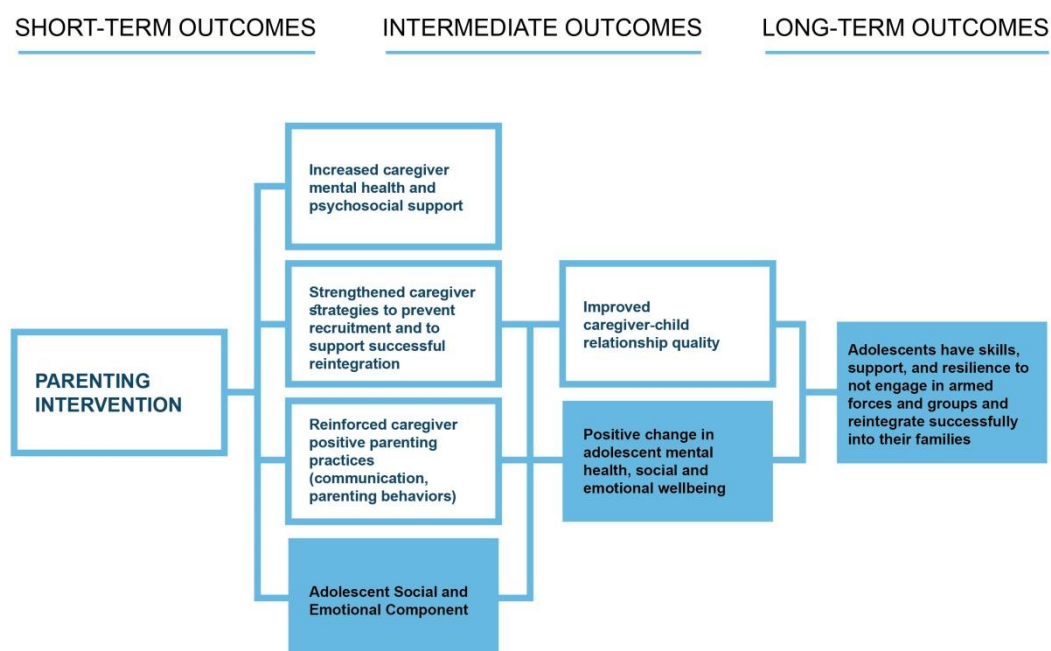 SHORT-TERM OUTCOMES
INTERMEDIATE OUTCOMES
LONG-TERM OUTCOMES
PARENTING
INTERVENTION
Increased caregiver
mental health and
psychosocial support
Strengthened caregiver
strategies to prevent
recruitment and to
support successful
reintegration
Reinforced caregiver
positive parenting
practices
(communication,
parenting behaviors)
Adolescent Social and
Emotional Component
Improved
caregiver-child
relationship quality
Positive change in
adolescent mental
health, social and
emotional wellbeing
Adolescents have skills,
support, and resilience to
not engage in armed
forces and groups and
reintegrate successfully
into their families